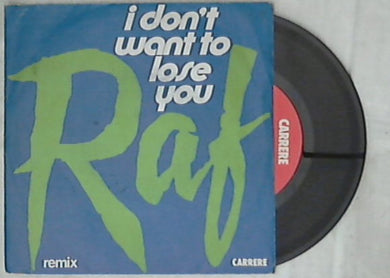 i don't
want to
lose
you
Raf
remix
CARRERE
CARRERE